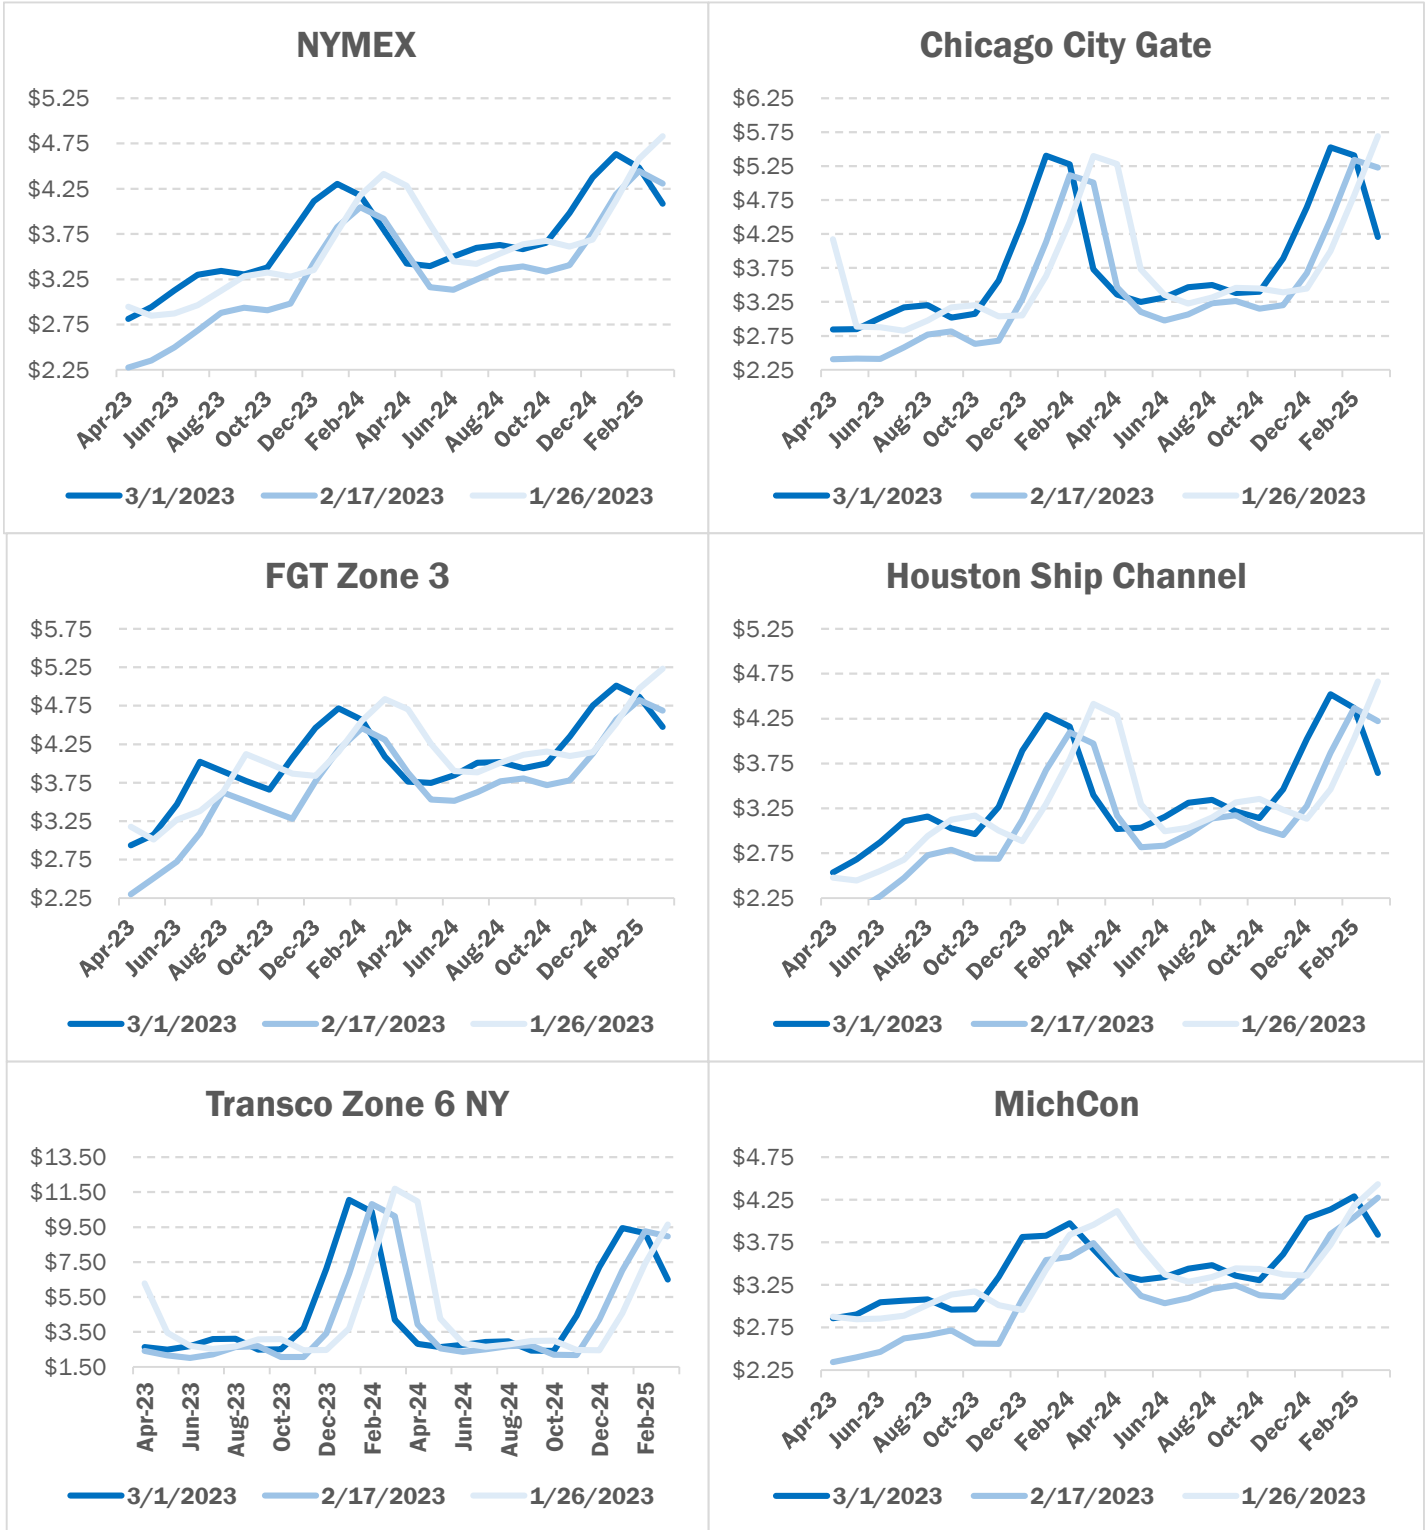 NYMEX
$5.25
$4.75
$4.25
$3.75
$3.25
$2.75
$2.25
Apr-23 Jun-23 Aug-23 Oct-23 Dec-23 Feb-24 Apr-24 Jun-24 Aug-24 Oct-24 Dec-24 Feb-25
3/1/2023 2/17/2023 1/26/2023
Chicago City Gate
$6.25
$5.75
$5.25
$4.75
$4.25
$3.75
$3.25
$2.75
$2.25
Apr-23 Jun-23 Aug-23 Oct-23 Dec-23 Feb-24 Apr-24 Jun-24 Aug-24 Oct-24 Dec-24 Feb-25
3/1/2023 2/17/2023 1/26/2023
FGT Zone 3
$5.75
$5.25
$4.75
$4.25
$3.75
$3.25
$2.75
$2.25
Apr-23 Jun-23 Aug-23 Oct-23 Dec-23 Feb-24 Apr-24 Jun-24 Aug-24 Oct-24 Dec-24 Feb-25
3/1/2023 2/17/2023 1/26/2023
Houston Ship Channel
$5.25
$4.75
$4.25
$3.75
$3.25
$2.75
$2.25
Apr-23 Jun-23 Aug-23 Oct-23 Dec-23 Feb-24 Apr-24 Jun-24 Aug-24 Oct-24 Dec-24 Feb-25
3/1/2023 2/17/2023 1/26/2023
Transco Zone 6 NY
$13.50
$11.50
$9.50
$7.50
$5.50
$3.50
$1.50
Apr-23 Jun-23 Aug-23 Oct-23 Dec-23 Feb-24 Apr-24 Jun-24 Aug-24 Oct-24 Dec-24 Feb-25
3/1/2023 2/17/2023 1/26/2023
MichCon
$4.75
$4.25
$3.75
$3.25
$2.75
$2.25
Apr-23 Jun-23 Aug-23 Oct-23 Dec-23 Feb-24 Apr-24 Jun-24 Aug-24 Oct-24 Dec-24 Feb-25
3/1/2023 2/17/2023 1/26/2023